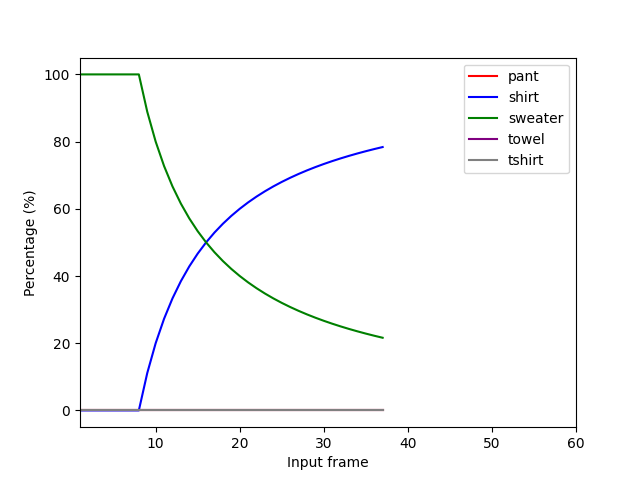 pant
shirt
sweater
towel
tshirt
Percentage (%)
100
80
60
40
20
0
10 20 30 40 50 60
Input frame